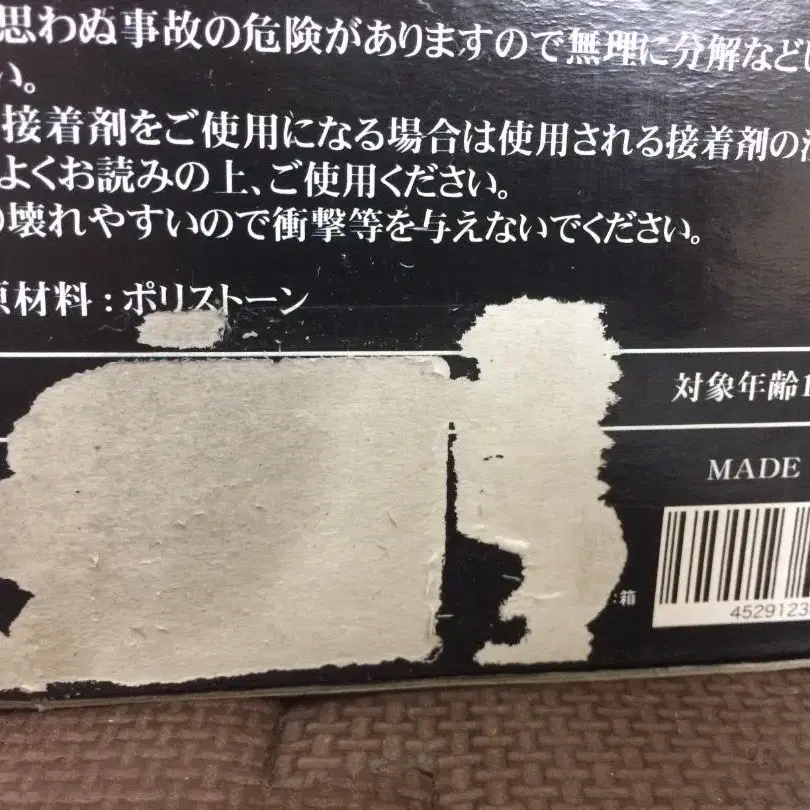 思わぬ事故の危険がありますので無理に分解など
い。
接着剤をご使用になる場合は使用される接着剤の
よくお読みの上、ご使用ください。
壊れやすいので衝撃等を与えないでください。
材料：ポリストーン
対象年齢1
MADE
：箱
4529123